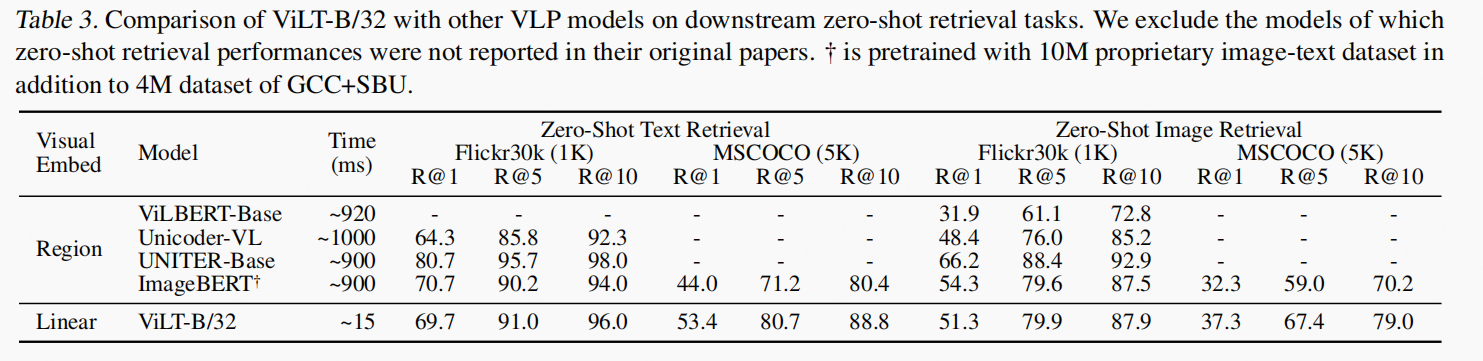 Table 3. Comparison of ViLT-B/32 with other VLP models on downstream zero-shot retrieval tasks. We exclude the models of which
zero-shot retrieval performances were not reported in their original papers. † is pretrained with 10M proprietary image-text dataset in
addition to 4M dataset of GCC+SBU.
Visual Embed Model Time (ms) Zero-Shot Text Retrieval Zero-Shot Image Retrieval
Flickr30k (1K) MSCOCO (5K) Flickr30k (1K) MSCOCO (5K)
R@1 R@5 R@10 R@1 R@5 R@10 R@1 R@5 R@10 R@1 R@5 R@10
Region ViLBERT-Base ~920 - - - - - - 31.9 61.1 72.8 - - -
Unicoder-VL ~1000 64.3 85.8 92.3 - - - 48.4 76.0 85.2 - - -
UNITER-Base ~900 80.7 95.7 98.0 - - - 66.2 88.4 92.9 - - -
ImageBERT† ~900 70.7 90.2 94.0 44.0 71.2 80.4 54.3 79.6 87.5 32.3 59.0 70.2
Linear ViLT-B/32 ~15 69.7 91.0 96.0 53.4 80.7 88.8 51.3 79.9 87.9 37.3 67.4 79.0